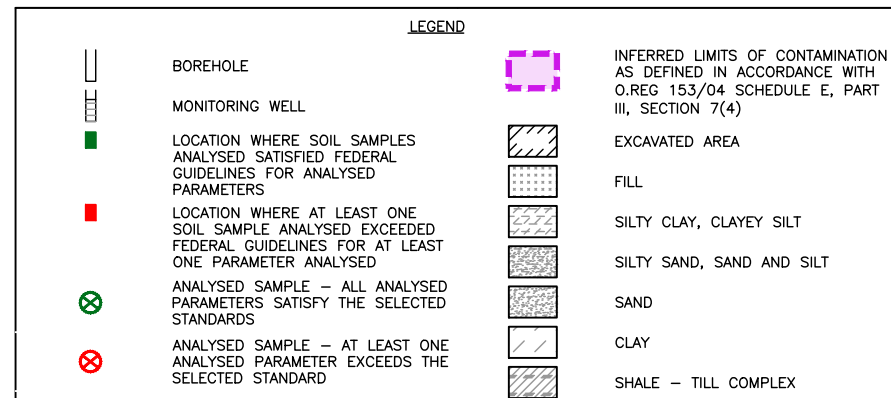 LEGEND
BOREHOLE
MONITORING WELL
LOCATION WHERE SOIL SAMPLES
ANALYSED SATISFIED FEDERAL
GUIDELINES FOR ANALYSED
PARAMETERS
LOCATION WHERE AT LEAST ONE
SOIL SAMPLE ANALYSED EXCEEDED
FEDERAL GUIDELINES FOR AT LEAST
ONE PARAMETER ANALYSED
ANALYSED SAMPLE – ALL ANALYSED
PARAMETERS SATISFY THE SELECTED
STANDARDS
ANALYSED SAMPLE – AT LEAST ONE
ANALYSED PARAMETER EXCEEDS THE
SELECTED STANDARD
INFERRED LIMITS OF CONTAMINATION
AS DEFINED IN ACCORDANCE WITH
O.REG 153/04 SCHEDULE E, PART
III, SECTION 7(4)
EXCAVATED AREA
FILL
SILTY CLAY, CLAYEY SILT
SILTY SAND, SAND AND SILT
SAND
CLAY
SHALE – TILL COMPLEX